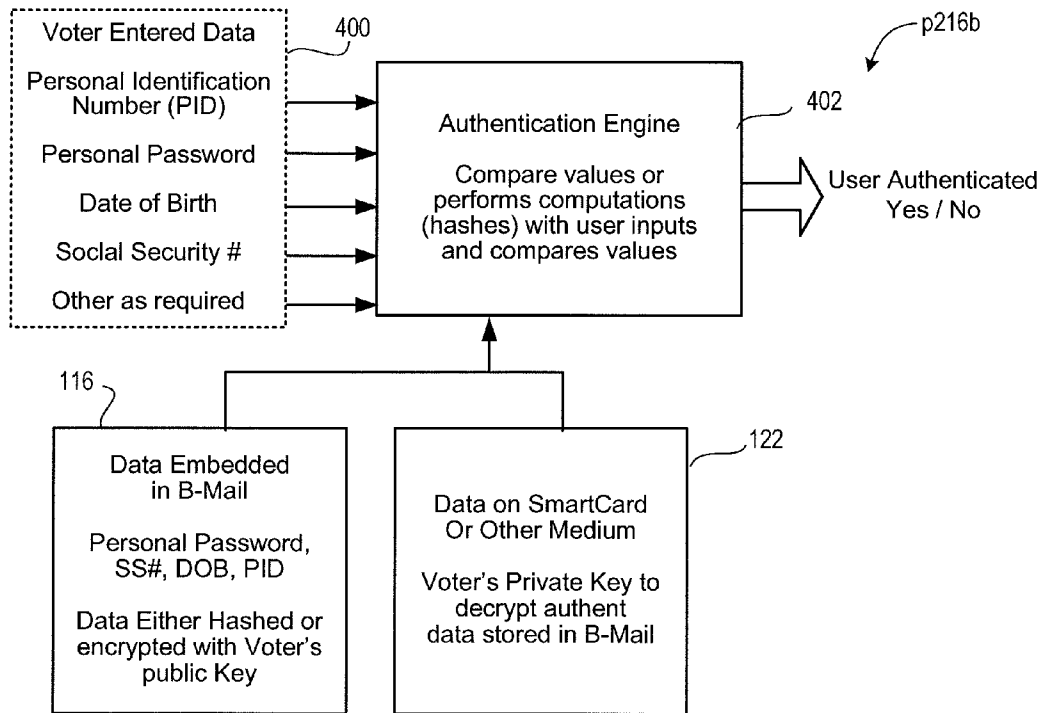 Voter Entered Data
400
Personal Identification
Number (PID)
Personal Password
Date of Birth
Soclal Security #
Other as required
Authentication Engine
Compare values or
performs computations
(hashes) with user inputs
and compares values
402
p216b
User Authenticated
Yes / No
116
Data Embedded
in B-Mail
Personal Password,
SS#, DOB, PID
Data Either Hashed or
encrypted with Voter's
public Key
122
Data on SmartCard
Or Other Medium
Voter's Private Key to
decrypt authent
data stored in B-Mail